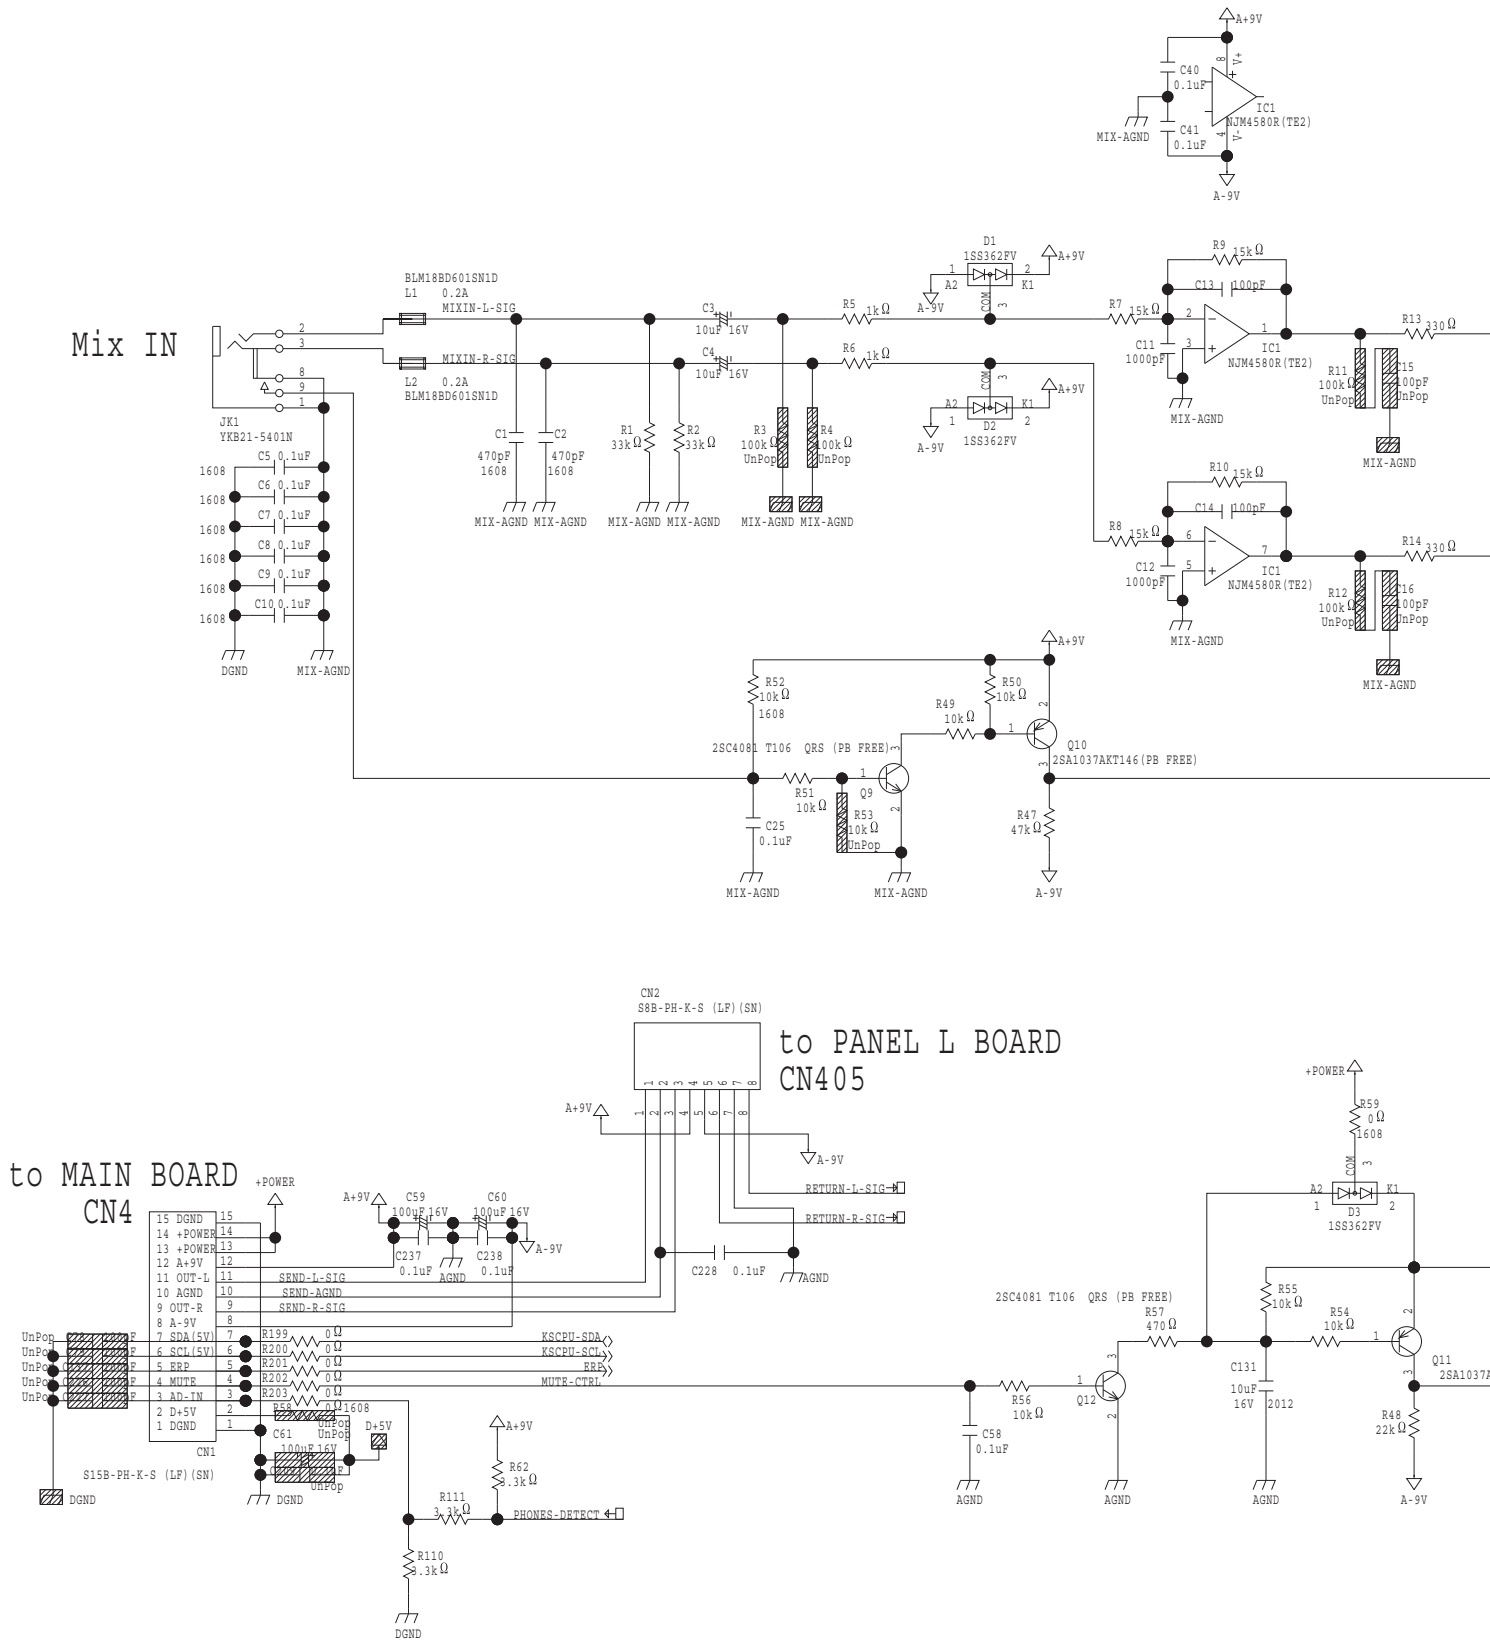 A+9V
8
V+
C40
0.1uF
IC1
NJM4580R(TE2)
MIX-AGND
C41
0.1uF
4
V-
A-9V
Mix IN
BLM18BD601SN1D
L1 0.2A
MIXIN-L-SIG
MIXIN-R-SIG
L2 0.2A
BLM18BD601SN1D
2
3
8
9
1
JK1
YKB21-5401N
C3
10uF 16V
C4
10uF 16V
R5
1kΩ
R6
1kΩ
D1
1SS362FV
1
A2
2
K1
COM
3
A-9V
A+9V
COM
3
A2
1
K1
2
D2
1SS362FV
A-9V
A+9V
R7
15kΩ
R9
15kΩ
C13 100pF
2
3
1
IC1
NJM4580R(TE2)
C11
1000pF
MIX-AGND
R13
330Ω
R11
100kΩ
UnPop
C15
100pF
UnPop
MIX-AGND
C1
470pF
1608
C2
470pF
1608
R1
33kΩ
R2
33kΩ
R3
100kΩ
UnPop
R4
100kΩ
UnPop
MIX-AGND
MIX-AGND
MIX-AGND
MIX-AGND
MIX-AGND
MIX-AGND
1608 C5 0.1uF
1608 C6 0.1uF
1608 C7 0.1uF
1608 C8 0.1uF
1608 C9 0.1uF
1608 C10 0.1uF
DGND
MIX-AGND
R8
15kΩ
R10
15kΩ
C14 100pF
6
5
7
IC1
NJM4580R(TE2)
C12
1000pF
MIX-AGND
R14
330Ω
R12
100kΩ
UnPop
C16
100pF
UnPop
MIX-AGND
A+9V
R52
10kΩ
1608
R50
10kΩ
R49
10kΩ
1
2
3
Q10
2SA1037AKT146(PB FREE)
2SC4081 T106 QRS (PB FREE)
3
1
2
Q9
R51
10kΩ
R53
10kΩ
UnPop
C25
0.1uF
R47
47kΩ
MIX-AGND
MIX-AGND
A-9V
CN2
S8B-PH-K-S (LF)(SN)
to PANEL L BOARD
CN405
1 2 3 4 5 6 7 8
1 2 3 4 5 6 7 8
A+9V
A-9V
RETURN-L-SIG
RETURN-R-SIG
C228 0.1uF
AGND
to MAIN BOARD
CN4
+POWER
A+9V
C59
100uF 16V
C60
100uF 16V
A-9V
C237
0.1uF
C238
0.1uF
AGND
15 DGND 15
14 +POWER 14
13 +POWER 13
12 A+9V 12
11 OUT-L 11 SEND-L-SIG
10 AGND 10 SEND-AGND
9 OUT-R 9 SEND-R-SIG
8 A-9V 8
7 SDA(5V) 7 R199 0Ω KSCPU-SDA
6 SCL(5V) 6 R200 0Ω KSCPU-SCL
5 ERP 5 R201 0Ω ERP
4 MUTE 4 R202 0Ω MUTE-CTRL
3 AD-IN 3 R203 0Ω 1608
2 D+5V 2 R58
1 DGND 1
UnPop
UnPop
UnPop
UnPop
UnPop
CN1
S15B-PH-K-S (LF)(SN)
UnPop
UnPop
D+5V
C61
100uF 16V
UnPop
DGND
DGND
A+9V
R62
3.3kΩ
R111
3.3kΩ
PHONES-DETECT
R110
3.3kΩ
DGND
+POWER
R59
0Ω
1608
COM
3
A2
1
K1
2
D3
1SS362FV
2SC4081 T106 QRS (PB FREE)
R57
470Ω
R55
10kΩ
R54
10kΩ
1
2
3
Q11
2SA1037A
3
1
2
Q12
R56
10kΩ
C58
0.1uF
C131
10uF
16V 2012
R48
22kΩ
AGND
AGND
AGND
A-9V